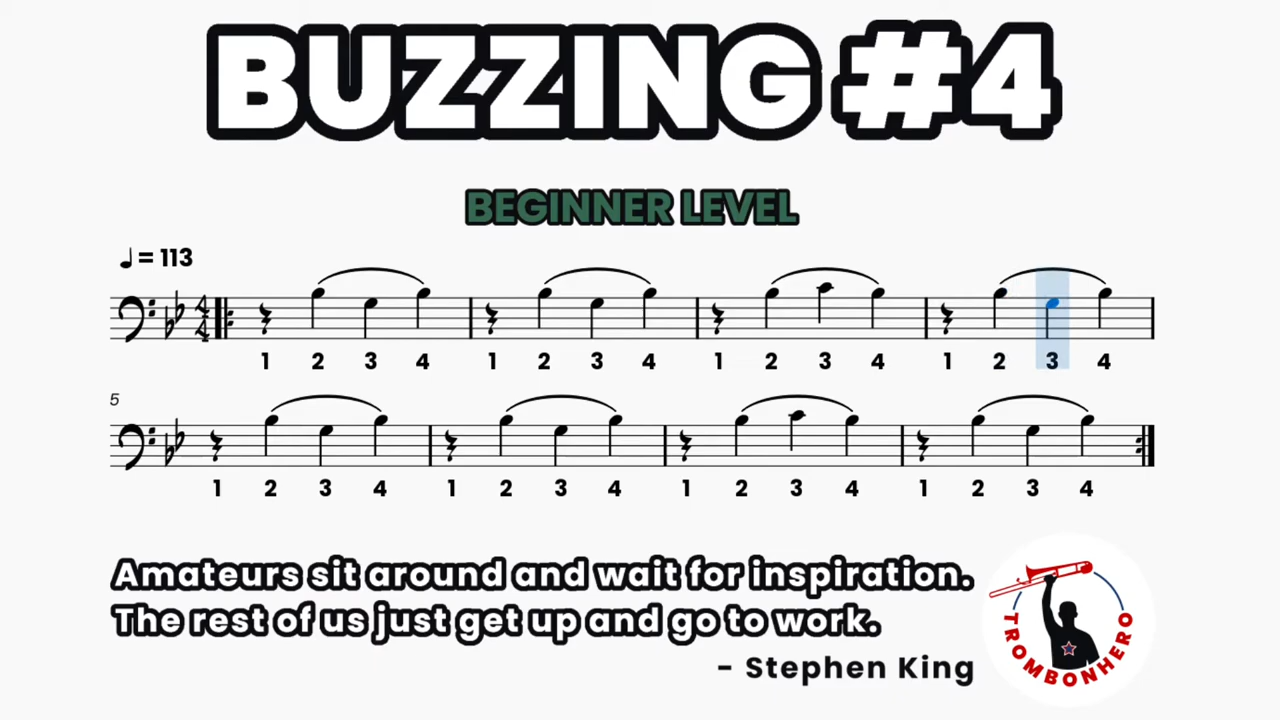 BUZZING #4
BEGINNER LEVEL
♩ = 113
4/4
1 2 3 4 1 2 3 4 1 2 3 4 1 2 3 4
5
1 2 3 4 1 2 3 4 1 2 3 4 1 2 3 4
Amateurs sit around and wait for inspiration.
The rest of us just get up and go to work.
- Stephen King
TROMBONHERO